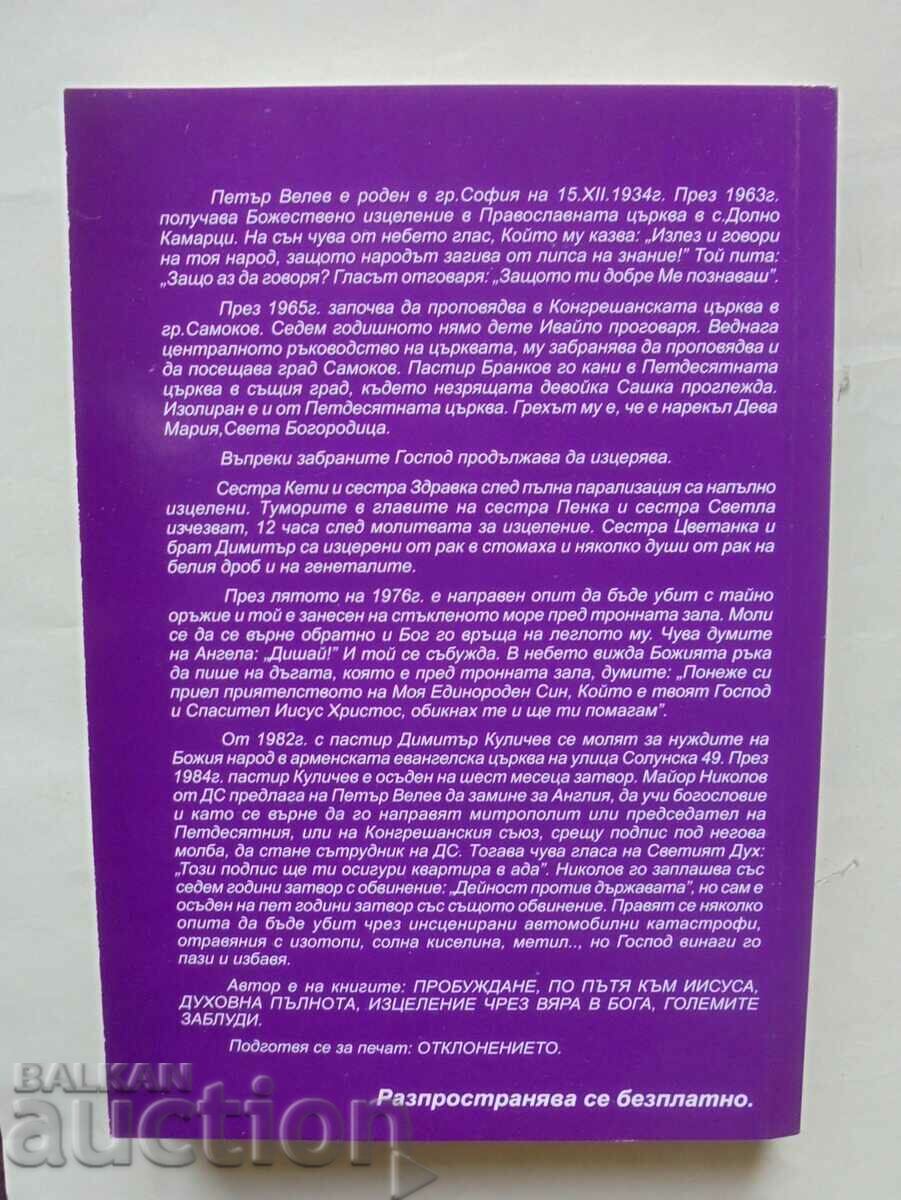 Петър Велев е роден в гр.София на 15.XII.1934г. През 1963г.
получава Божествено изцеление в Православната църква в с.Долно
Камарци. На сън чува от небето глас, Който му казва: „Излез и говори
на тоя народ, защото народът загива от липса на знание!" Той пита:
„Защо аз да говоря? Гласът отговаря: „Защото ти добре Ме познаваш".
През 1965г. започва да проповядва в Конгрешанската църква в
гр.Самоков. Седем годишното нямо дете Ивайло проговаря. Веднага
централното ръководство на църквата, му забранява да проповядва и
да посещава град Самоков. Пастир Бранков го кани в Петдесятната
църква в същия град, където незрящата девойка Сашка проглежда.
Изолиран е и от Петдесятната църква. Грехът му е, че е нарекъл Дева
Мария,Света Богородица.
Въпреки забраните Господ продължава да изцерява.
Сестра Кети и сестра Здравка след пълна парализация са напълно
изцелени. Туморите в главите на сестра Пенка и сестра Светла
изчезват, 12 часа след молитвата за изцеление. Сестра Цветанка и
брат Димитър са изцерени от рак в стомаха и няколко души от рак на
белия дроб и на гениталите.
През лятото на 1976г. е направен опит да бъде убит с тайно
оръжие и той е занесен на стъкленото море пред тронната зала. Моли
се да се върне обратно и Бог го връща на леглото му. Чува думите
на Ангела: „Дишай!" И той се събужда. В небето вижда Божията ръка
да пише на дъгата, която е пред тронната зала, думите: „Понеже си
приел приятелството на Моя Единороден Син, Който е твоят Господ
и Спасител Иисус Христос, обикнах те и ще ти помагам".
От 1982г. с пастир Димитър Куличев се молят за нуждите на
Божия народ в арменската евангелска църква на улица Солунска 49. През
1984г. пастир Куличев е осъден на шест месеца затвор. Майор Николов
от ДС предлага на Петър Велев да замине за Англия, да учи богословие
и като се върне да го направят митрополит или председател на
Петдесятния, или на Конгрешанския съюз, срещу подпис под негова
молба, да стане сътрудник на ДС. Тогава чува гласа на Светият Дух:
„Този подпис ще ти осигури квартира в ада". Николов го заплашва със
седем години затвор с обвинение: „Дейност против държавата", но сам е
осъден на пет години затвор със същото обвинение. Правят се няколко
опита да бъде убит чрез инсценирани автомобилни катастрофи,
отравяния с изотопи, солна киселина, метил.., но Господ винаги го
пази и избавя.
Автор е на книгите: ПРОБУЖДАНЕ, ПО ПЪТЯ КЪМ ИИСУСА,
ДУХОВНА ПЪЛНОТА, ИЗЦЕЛЕНИЕ ЧРЕЗ ВЯРА В БОГА, ГОЛЕМИТЕ
ЗАБЛУДИ.
Подготвя се за печат: ОТКЛОНЕНИЕТО.
Разпространява се безплатно.
BALKAN
auction